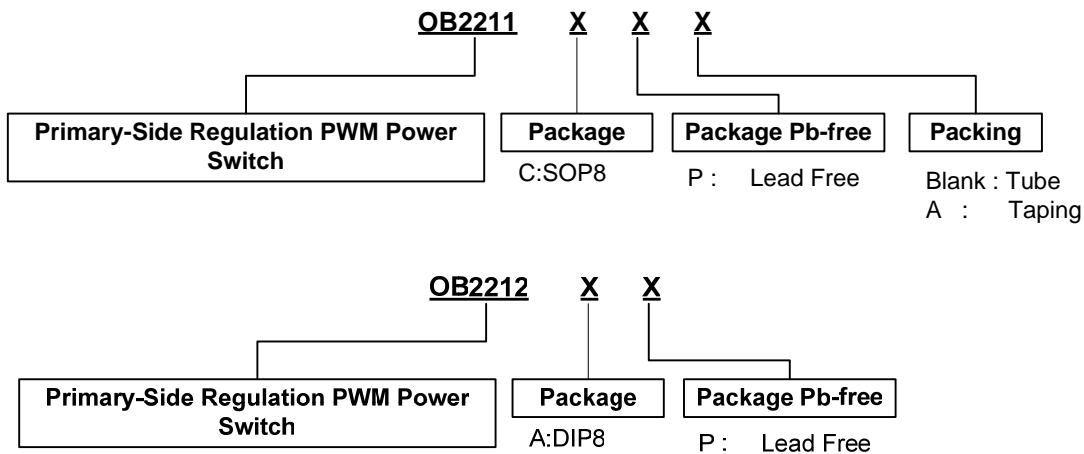 OB2211 X X X
Primary-Side Regulation PWM Power
Switch
Package
Package Pb-free
Packing
C:SOP8
P : Lead Free
Blank : Tube
A : Taping
OB2212 X X
Primary-Side Regulation PWM Power
Switch
Package
Package Pb-free
A:DIP8
P : Lead Free